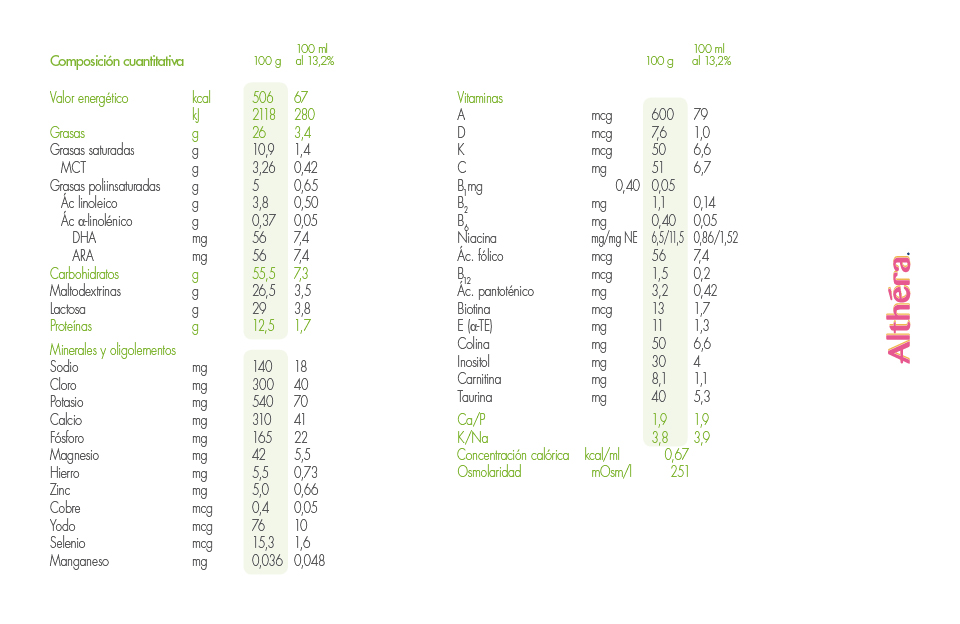 Composición cuantitativa 100 g 100 ml al 13,2%
Valor energético kcal 506 67
kJ 2118 280
Grasas g 26 3,4
Grasas saturadas g 10,9 1,4
MCT g 3,26 0,42
Grasas poliinsaturadas g 5 0,65
Ác linoleico g 3,8 0,50
Ác α-linolénico g 0,37 0,05
DHA mg 56 7,4
ARA mg 56 7,4
Carbohidratos g 55,5 7,3
Maltodextrinas g 26,5 3,5
Lactosa g 29 3,8
Proteínas g 12,5 1,7
Minerales y oligolementos
Sodio mg 140 18
Cloro mg 300 40
Potasio mg 540 70
Calcio mg 310 41
Fósforo mg 165 22
Magnesio mg 42 5,5
Hierro mg 5,5 0,73
Zinc mg 5,0 0,66
Cobre mcg 0,4 0,05
Yodo mcg 76 10
Selenio mcg 15,3 1,6
Manganeso mg 0,036 0,048
100 g 100 ml al 13,2%
Vitaminas
A mcg 600 79
D mcg 7,6 1,0
K mcg 50 6,6
C mg 51 6,7
B1mg 0,40 0,05
B2 mg 1,1 0,14
B6 mg 0,40 0,05
Niacina mg/mg NE 6,5/11,5 0,86/1,52
Ác. fólico mcg 56 7,4
B12 mcg 1,5 0,2
Ác. pantoténico mg 3,2 0,42
Biotina mcg 13 1,7
E (α-TE) mg 11 1,3
Colina mg 50 6,6
Inositol mg 30 4
Carnitina mg 8,1 1,1
Taurina mg 40 5,3
Ca/P 1,9 1,9
K/Na 3,8 3,9
Concentración calórica kcal/ml 0,67
Osmolaridad mOsm/l 251
Althéra.